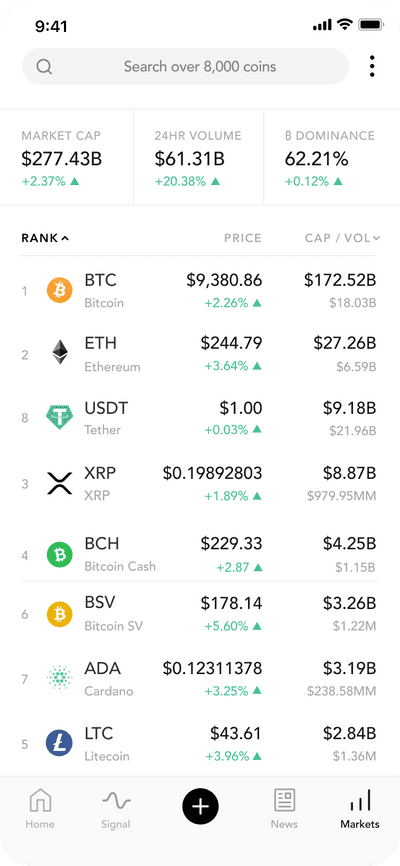 9:41
Search over 8,000 coins
MARKET CAP 24HR VOLUME ₿ DOMINANCE
$277.43B $61.31B 62.21%
+2.37% ▲ +20.38% ▲ +0.12% ▲
RANK PRICE CAP / VOL
1 BTC $9,380.86 $172.52B
Bitcoin +2.26% ▲ $18.03B
2 ETH $244.79 $27.26B
Ethereum +3.64% ▲ $6.59B
8 USDT $1.00 $9.18B
Tether +0.03% ▲ $21.96B
3 XRP $0.19892803 $8.87B
XRP +1.89% ▲ $979.95MM
4 BCH $229.33 $4.25B
Bitcoin Cash +2.87 ▲ $1.15B
6 BSV $178.14 $3.26B
Bitcoin SV +5.60% ▲ $1.22M
7 ADA $0.12311378 $3.19B
Cardano +3.25% ▲ $238.58MM
5 LTC $43.61 $2.84B
Litecoin +3.96% ▲ $1.36M
Home Signal News Markets